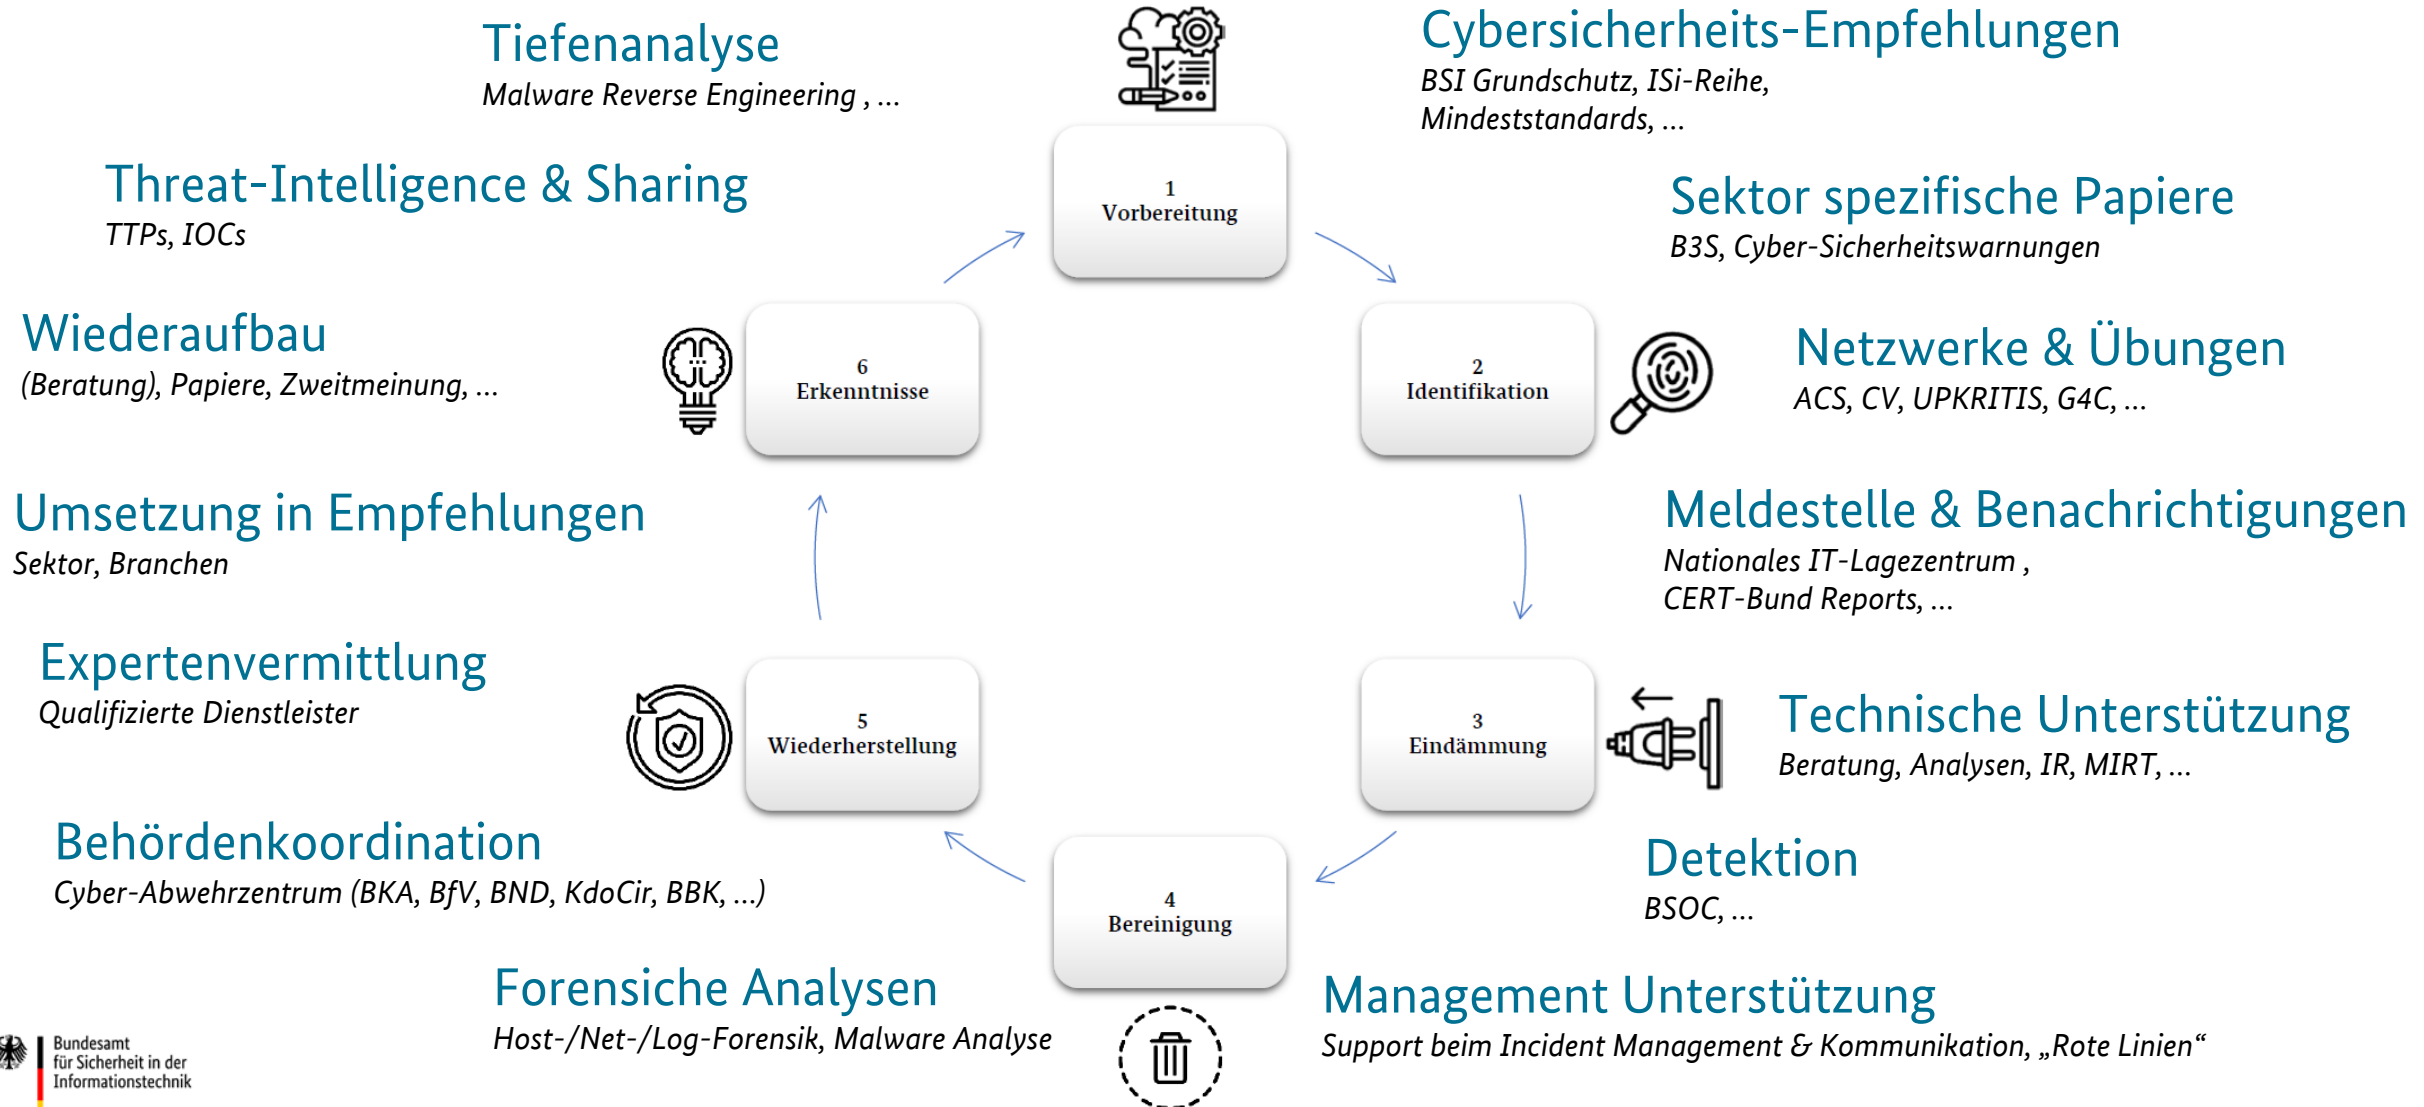 Tiefenanalyse
Malware Reverse Engineering , ...
Cybersicherheits-Empfehlungen
BSI Grundschutz, ISi-Reihe,
Mindeststandards, ...
Threat-Intelligence & Sharing
TTPs, IOCs
1
Vorbereitung
Sektor spezifische Papiere
B3S, Cyber-Sicherheitswarnungen
Wiederaufbau
(Beratung), Papiere, Zweitmeinung, ...
6
Erkenntnisse
2
Identifikation
Netzwerke & Übungen
ACS, CV, UPKRITIS, G4C, ...
Umsetzung in Empfehlungen
Sektor, Branchen
Meldestelle & Benachrichtigungen
Nationales IT-Lagezentrum ,
CERT-Bund Reports, ...
Expertenvermittlung
Qualifizierte Dienstleister
5
Wiederherstellung
3
Eindämmung
Technische Unterstützung
Beratung, Analysen, IR, MIRT, ...
Behördenkoordination
Cyber-Abwehrzentrum (BKA, BfV, BND, KdoCir, BBK, ...)
4
Bereinigung
Detektion
BSOC, ...
Forensiche Analysen
Host-/Net-/Log-Forensik, Malware Analyse
Management Unterstützung
Support beim Incident Management & Kommunikation, „Rote Linien“
Bundesamt
für Sicherheit in der
Informationstechnik